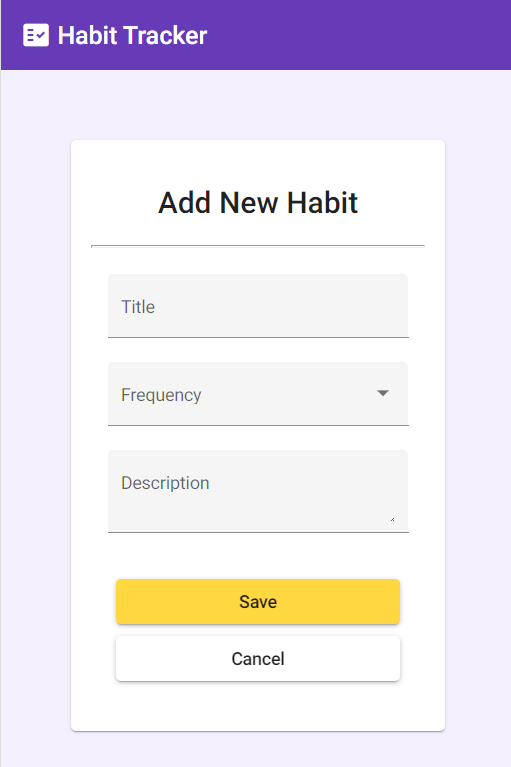 Habit Tracker
Add New Habit
Title
Frequency
Description
Save
Cancel